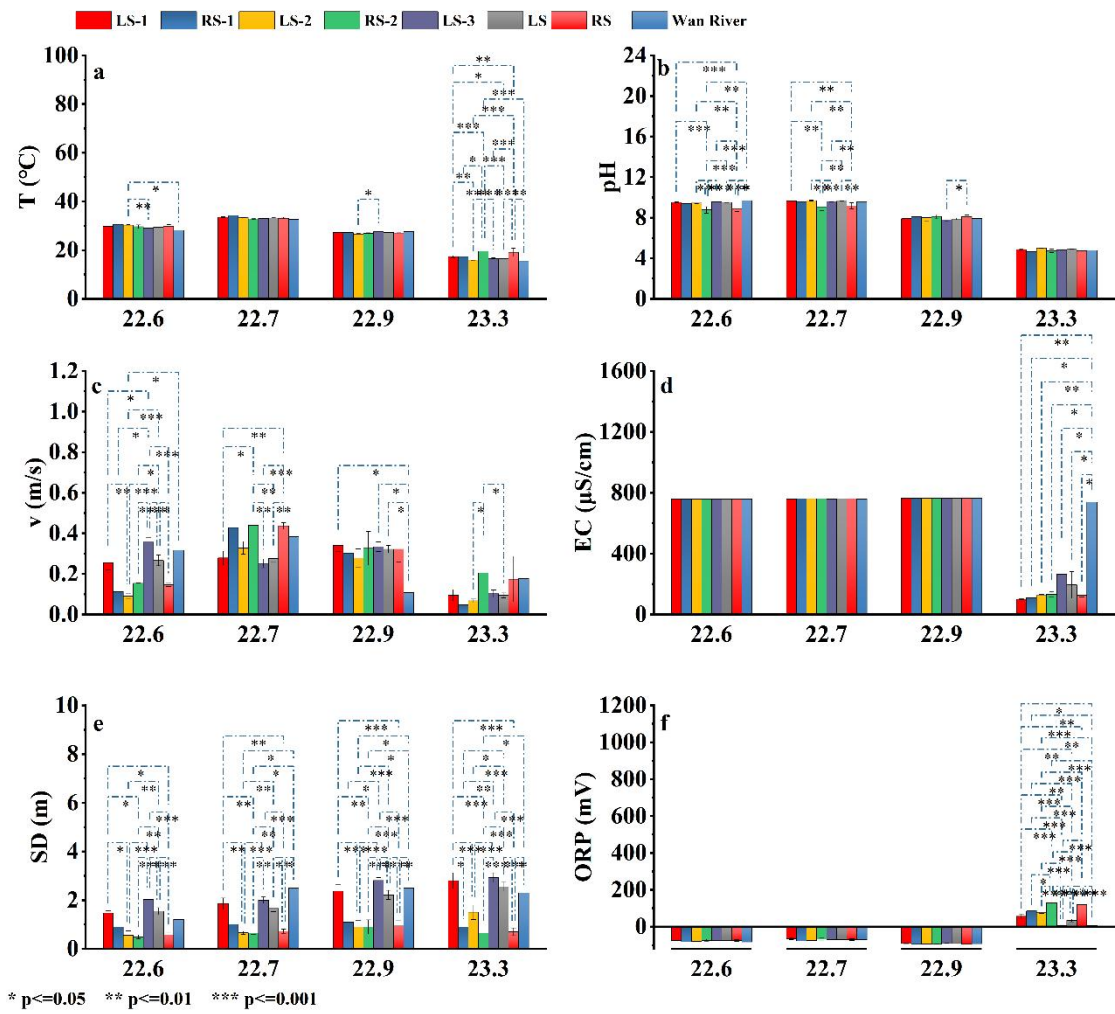 LS-1 RS-1 LS-2 RS-2 LS-3 LS RS Wan River
a
T (°C)
100
80
60
40
20
0
22.6 22.7 22.9 23.3
b
pH
24
20
16
12
8
4
0
22.6 22.7 22.9 23.3
c
v (m/s)
1.2
1.0
0.8
0.6
0.4
0.2
0.0
22.6 22.7 22.9 23.3
d
EC (μS/cm)
1600
1200
800
400
0
22.6 22.7 22.9 23.3
e
SD (m)
10
8
6
4
2
0
22.6 22.7 22.9 23.3
f
ORP (mV)
1200
1000
800
600
400
200
0
22.6 22.7 22.9 23.3
* p<=0.05 ** p<=0.01 *** p<=0.001